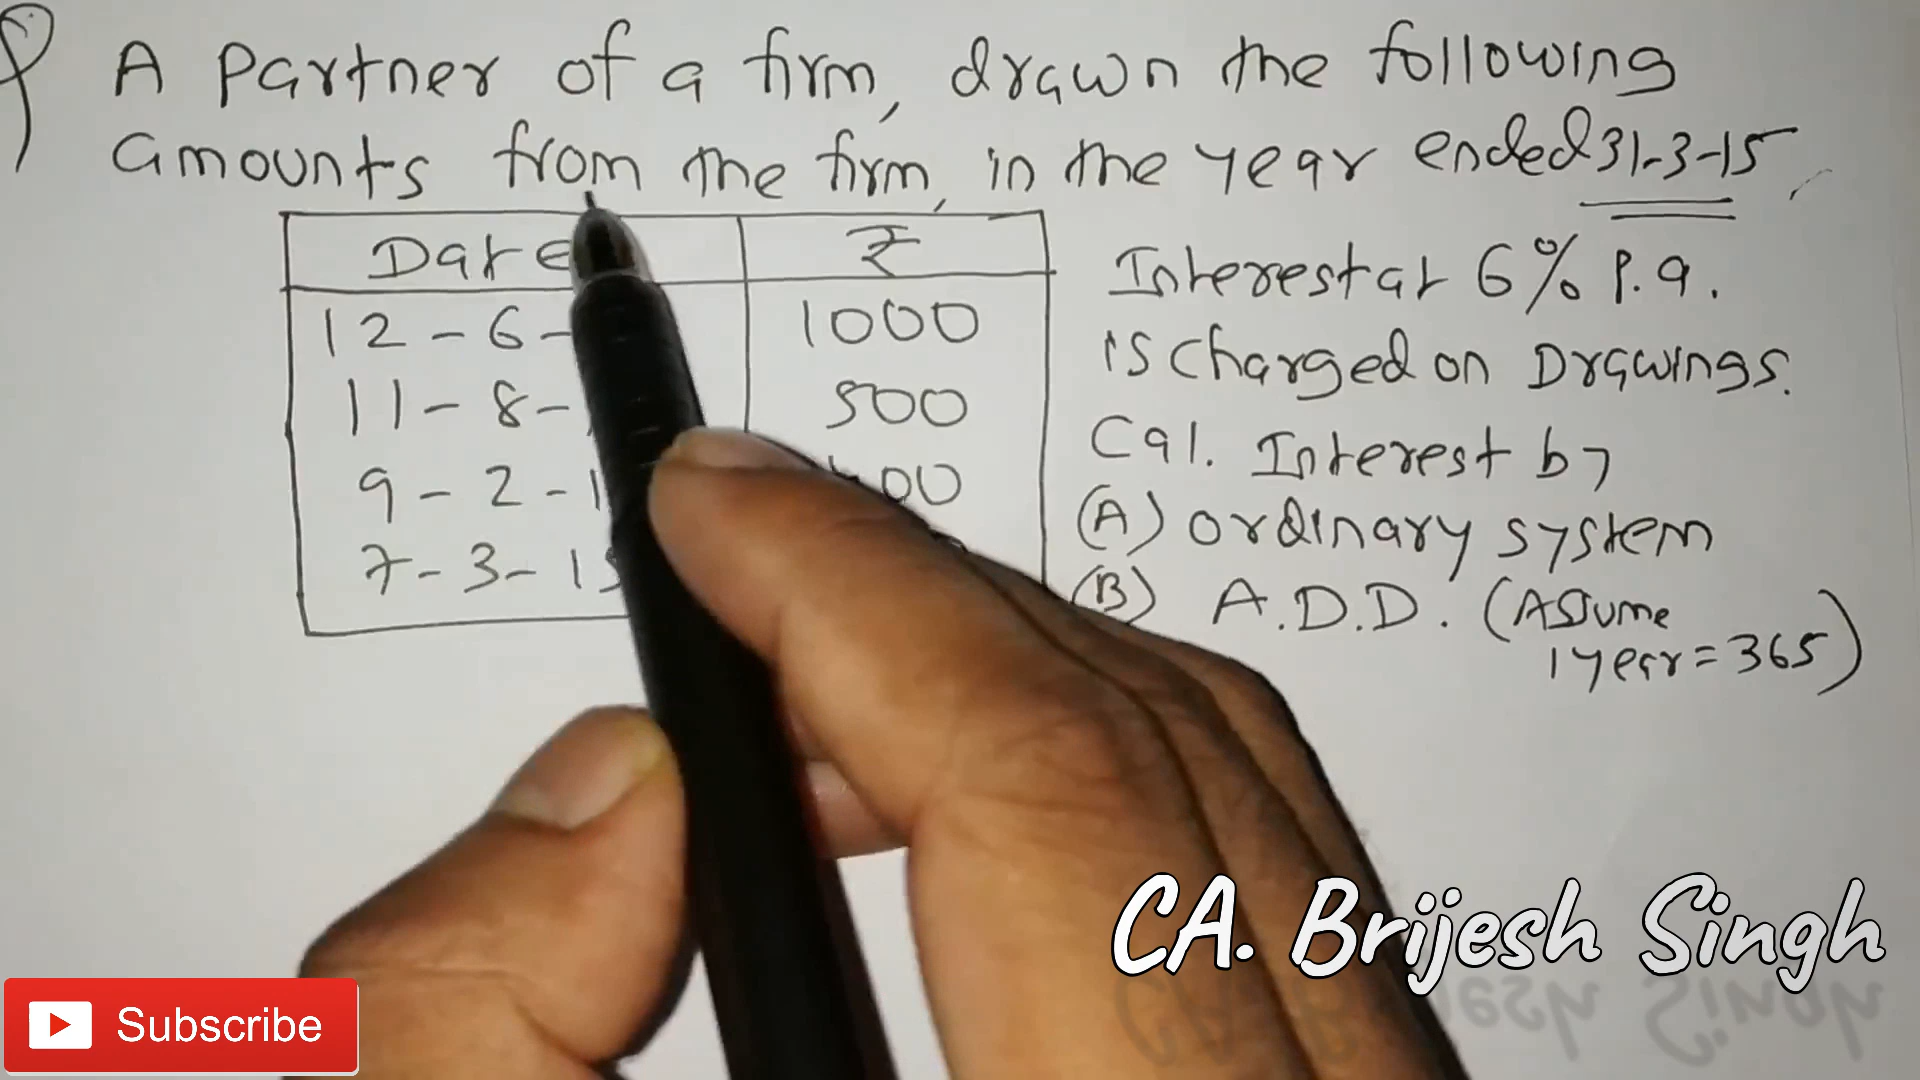 A Partner of a firm, drawn the following
amounts from the firm, in the year ended 31-3-15,
Date ₹
12-6- 1000
11-8- 500
9-2-1 00
7-3-15
Interest at 6% P.a.
is charged on Drawings.
Cal. Interest by
(A) ordinary system
(B) A.D.D. (Assume
1 year = 365)
CA. Brijesh Singh
Subscribe